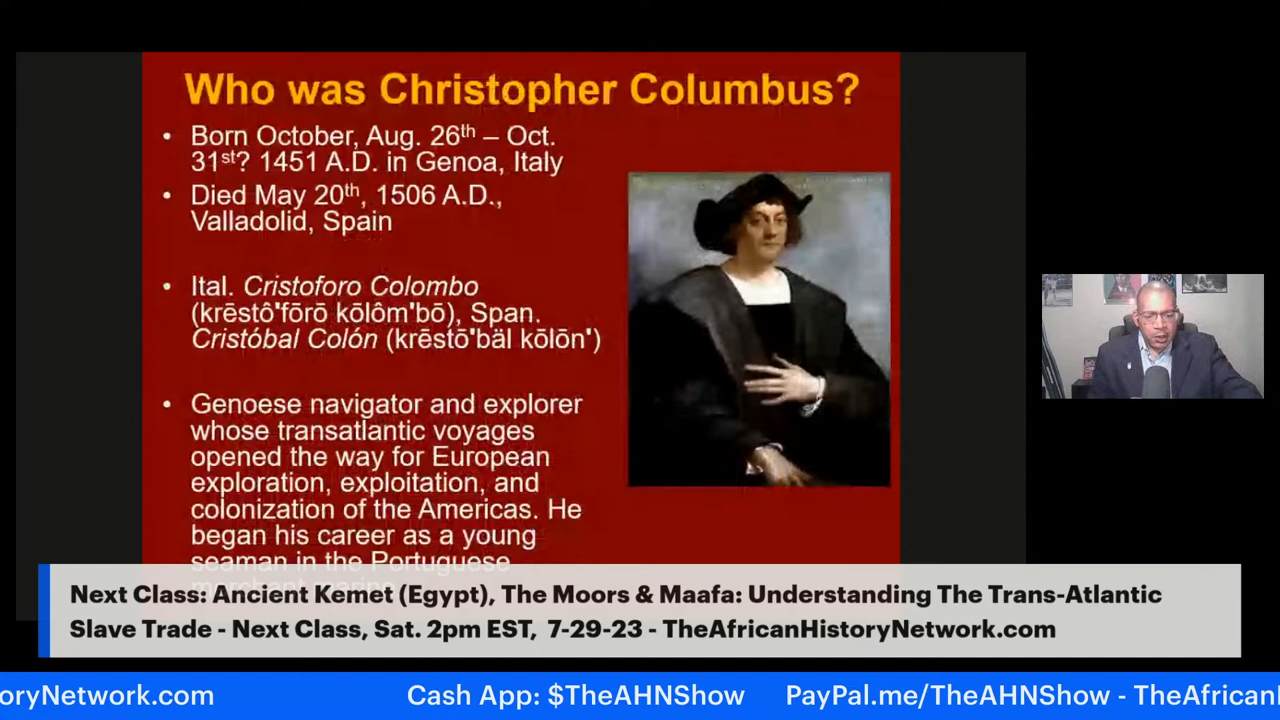 Who was Christopher Columbus?
• Born October, Aug. 26th – Oct.
31st? 1451 A.D. in Genoa, Italy
• Died May 20th, 1506 A.D.,
Valladolid, Spain
• Ital. Cristoforo Colombo
(krēstô'fōrō kōlôm'bō), Span.
Cristóbal Colón (krēstō'bäl kōlōn')
• Genoese navigator and explorer
whose transatlantic voyages
opened the way for European
exploration, exploitation, and
colonization of the Americas. He
began his career as a young
seaman in the Portuguese
merchant marine
Next Class: Ancient Kemet (Egypt), The Moors & Maafa: Understanding The Trans-Atlantic
Slave Trade - Next Class, Sat. 2pm EST, 7-29-23 - TheAfricanHistoryNetwork.com
oryNetwork.com Cash App: $TheAHNShow PayPal.me/TheAHNShow - TheAfrican